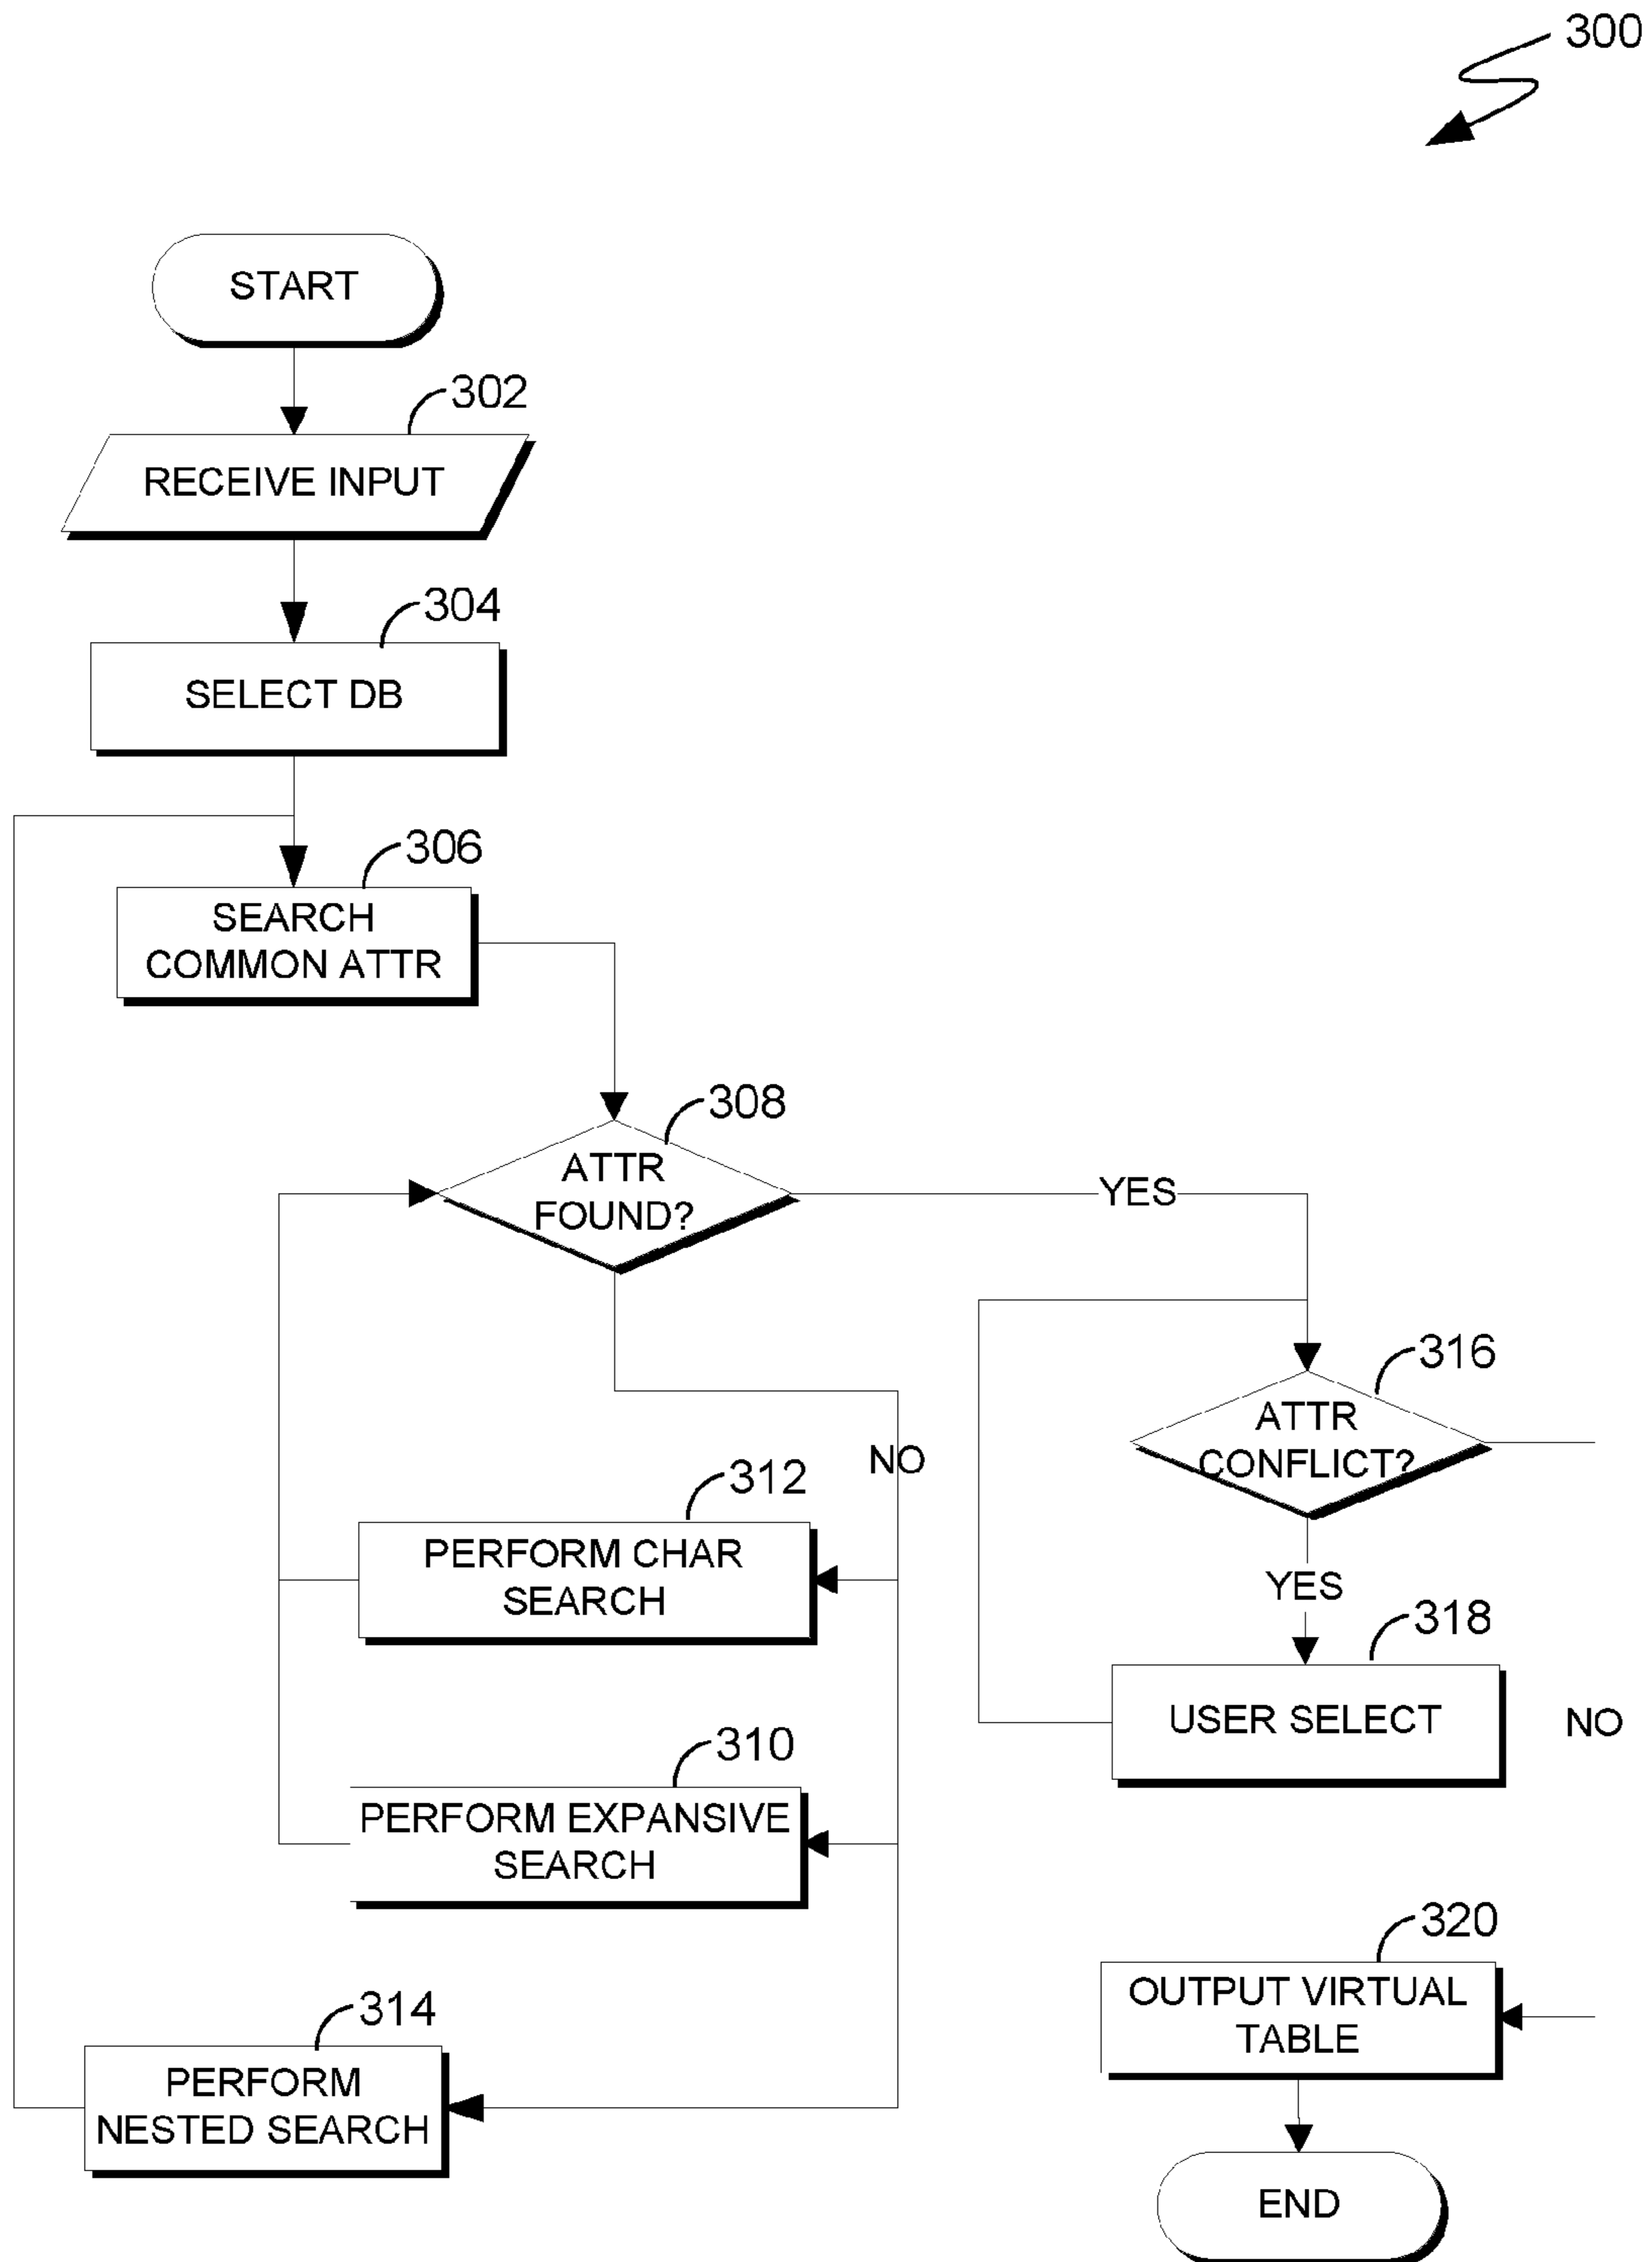 300
START
302
RECEIVE INPUT
304
SELECT DB
306
SEARCH
COMMON ATTR
308
ATTR
FOUND?
YES
NO
312
PERFORM CHAR
SEARCH
310
PERFORM EXPANSIVE
SEARCH
314
PERFORM
NESTED SEARCH
316
ATTR
CONFLICT?
YES
318
USER SELECT
NO
320
OUTPUT VIRTUAL
TABLE
END